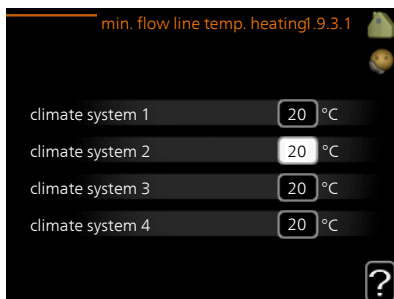 min. flow line temp. heating1.9.3.1
climate system 1 20 °C
climate system 2 20 °C
climate system 3 20 °C
climate system 4 20 °C
?